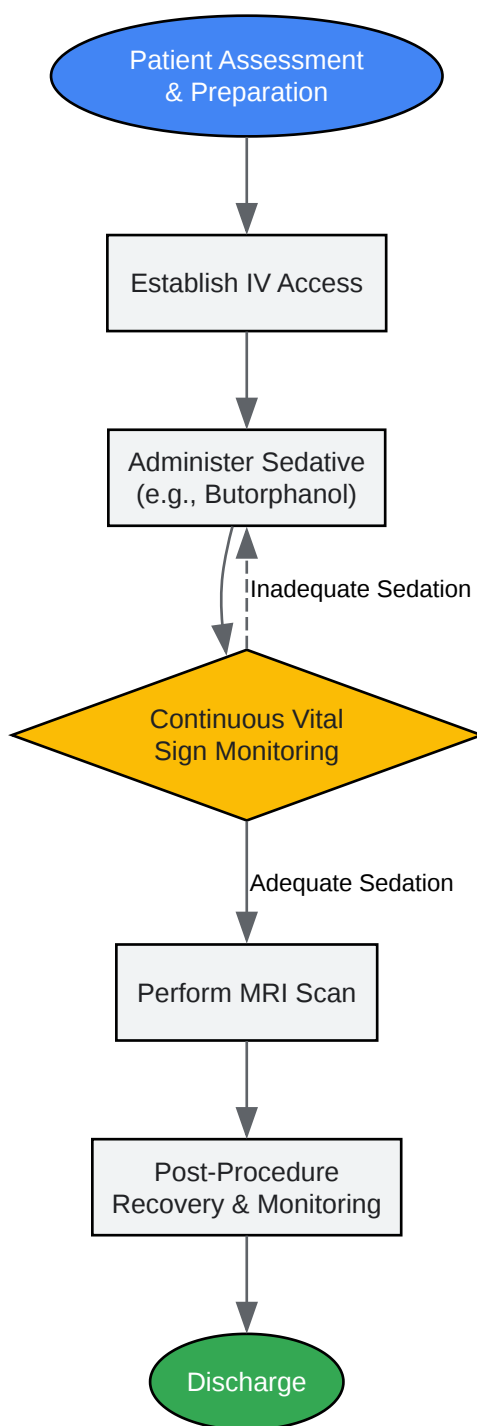 Patient Assessment
& Preparation
Establish IV Access
Administer Sedative
(e.g., Butorphanol)
Inadequate Sedation
Continuous Vital
Sign Monitoring
Adequate Sedation
Perform MRI Scan
Post-Procedure
Recovery & Monitoring
Discharge